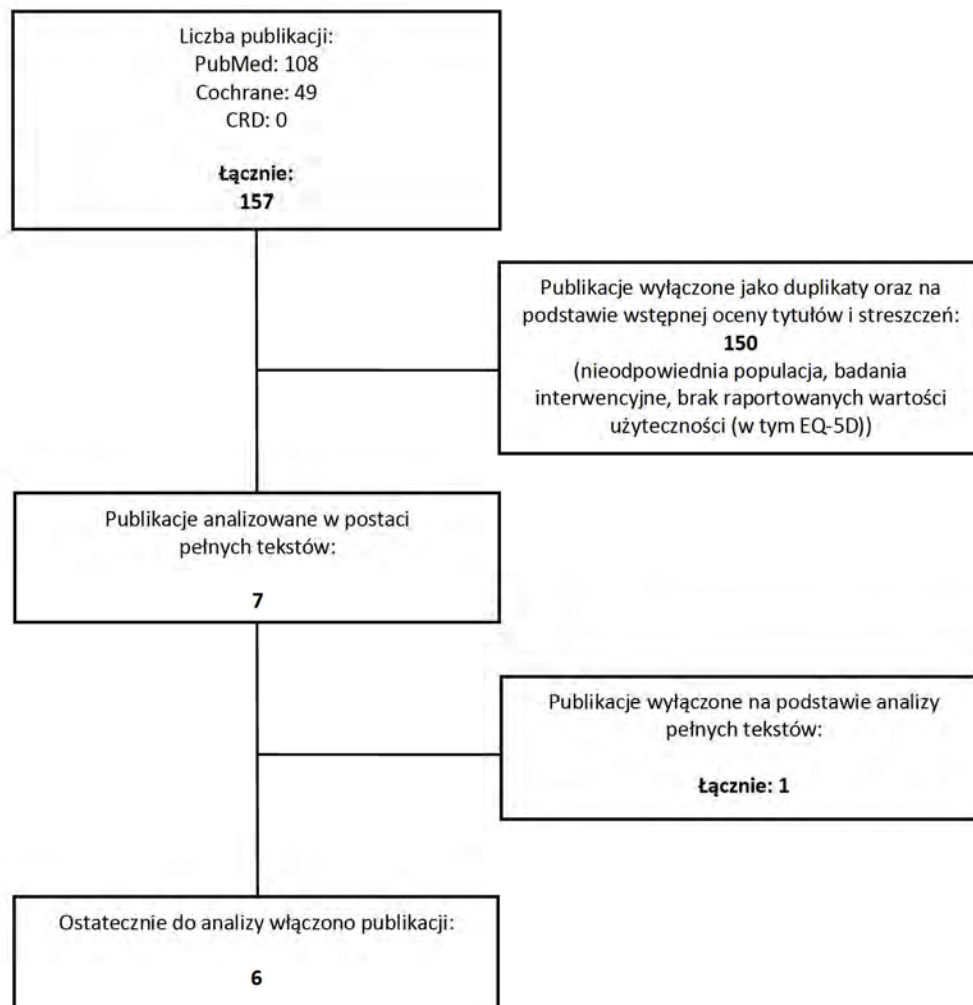 Liczba publikacji:
PubMed: 108
Cochrane: 49
CRD: 0
Łącznie:
157
Publikacje wyłączone jako duplikaty oraz na
podstawie wstępnej oceny tytułów i streszczeń:
150
(nieodpowiednia populacja, badania
interwencyjne, brak raportowanych wartości
użyteczności (w tym EQ-5D))
Publikacje analizowane w postaci
pełnych tekstów:
7
Publikacje wyłączone na podstawie analizy
pełnych tekstów:
Łącznie: 1
Ostatecznie do analizy włączono publikacji:
6